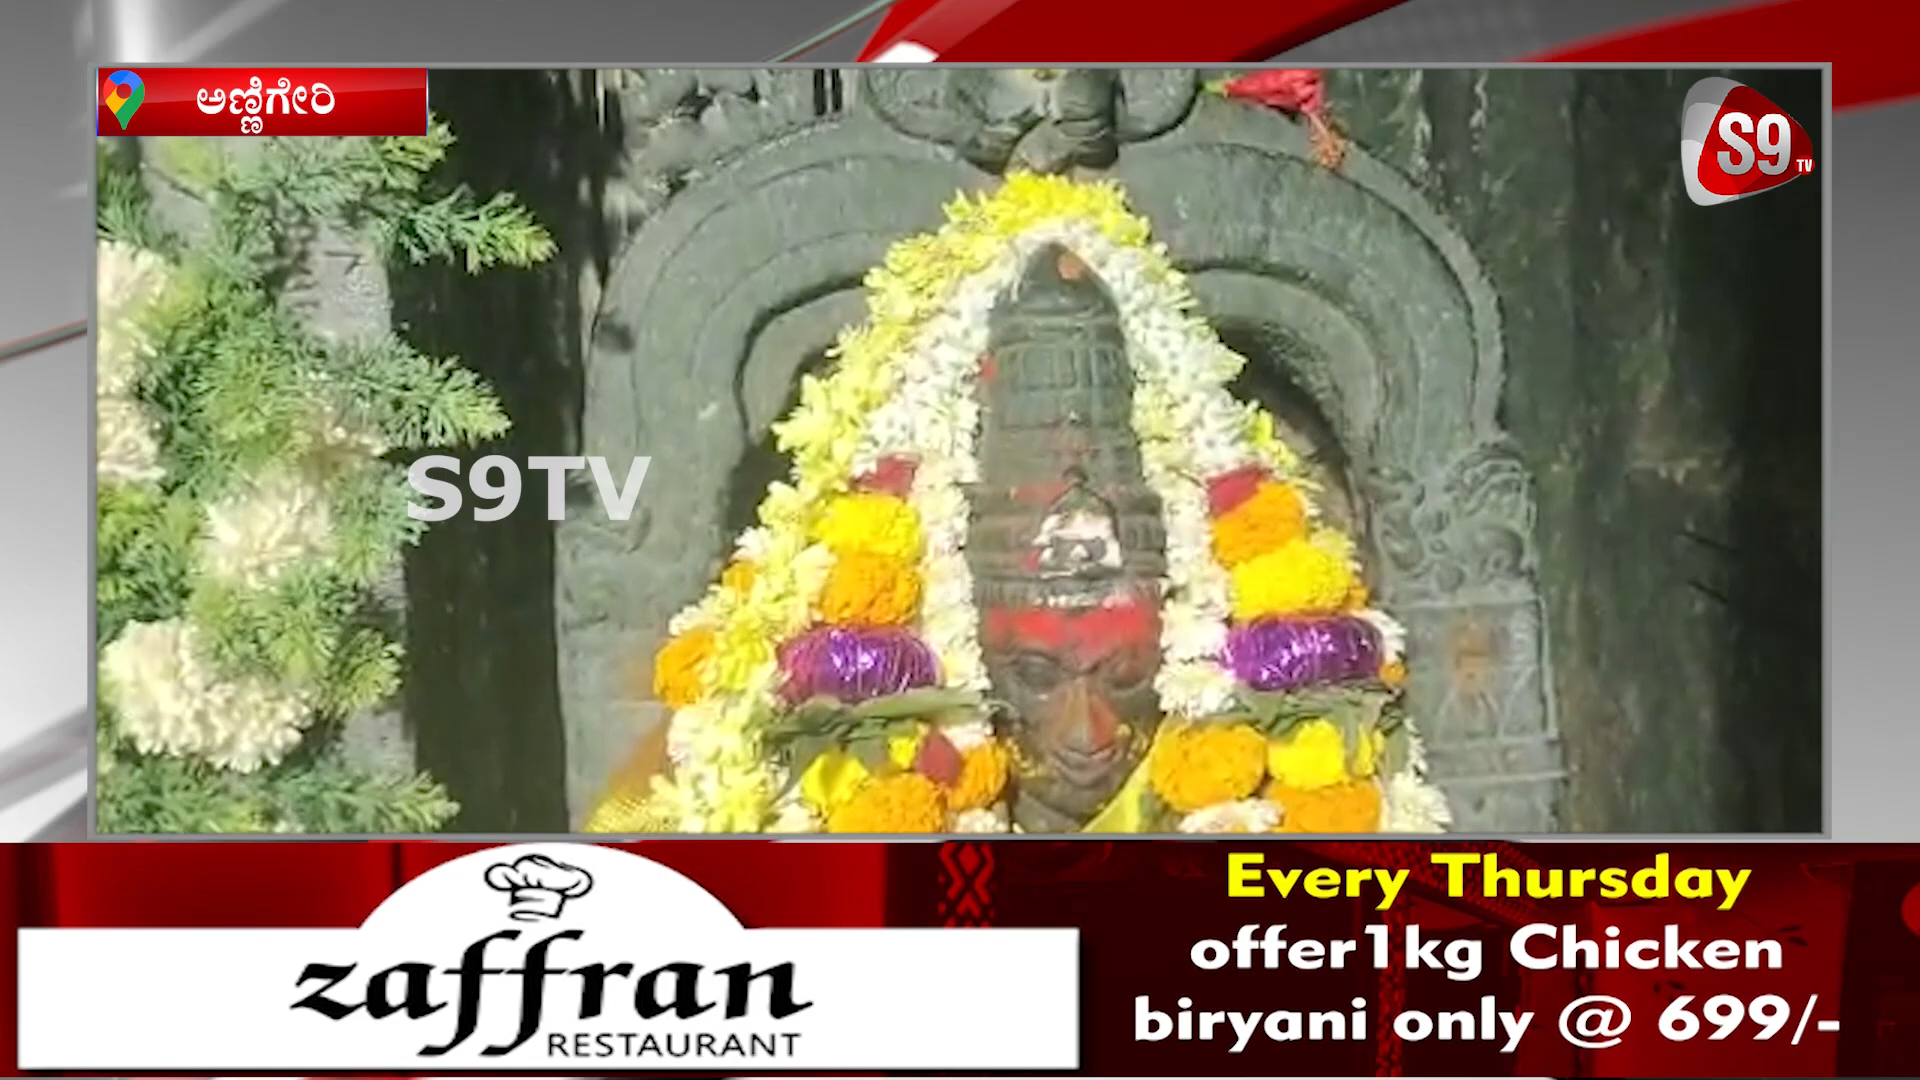 ಅಣ್ಣಿಗೇರಿ
S9 TV
S9TV
zaffran
RESTAURANT
Every Thursday
offer1kg Chicken
biryani only @ 699/-